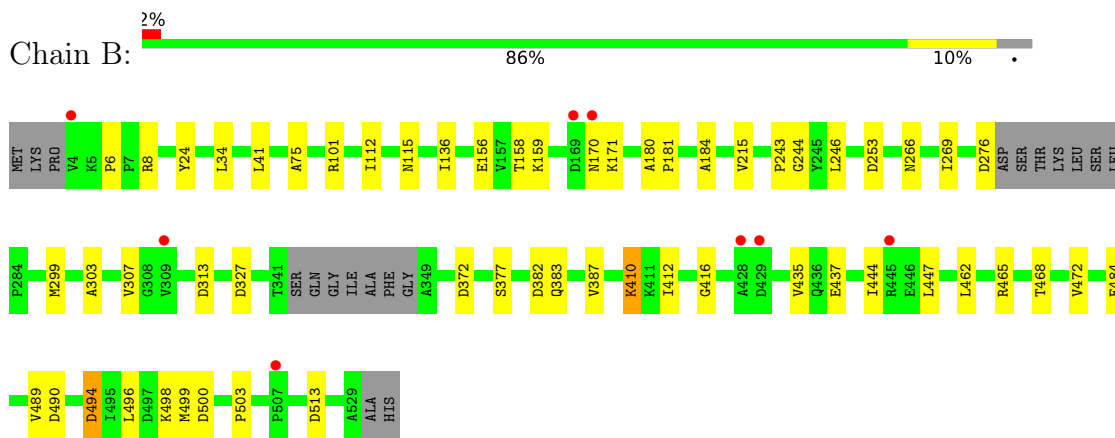 2%
Chain B:
86% 10% •
MET LYS PRO V4 K5 P6 P7 R8 Y24 L34 L41 A75 R101 I112 N115 I136 E156 V157 T158 K159 D169 N170 K171 A180 P181 A184 V215 P243 G244 Y245 L246 D253 N266 I269 D276 ASP SER THR LYS LEU SER LEU
P284 M299 A303 V307 G308 V309 D313 D327 T341 SER GLN GLY ILE ALA PHE GLY A349 D372 S377 D382 Q383 V387 K410 K411 I412 G416 A428 D429 V435 Q436 E437 I444 R445 E446 L447 L462 R465 T468 V472
V489 D490 D494 I495 L496 D497 K498 M499 D500 P503 P507 D513 A529 ALA HIS